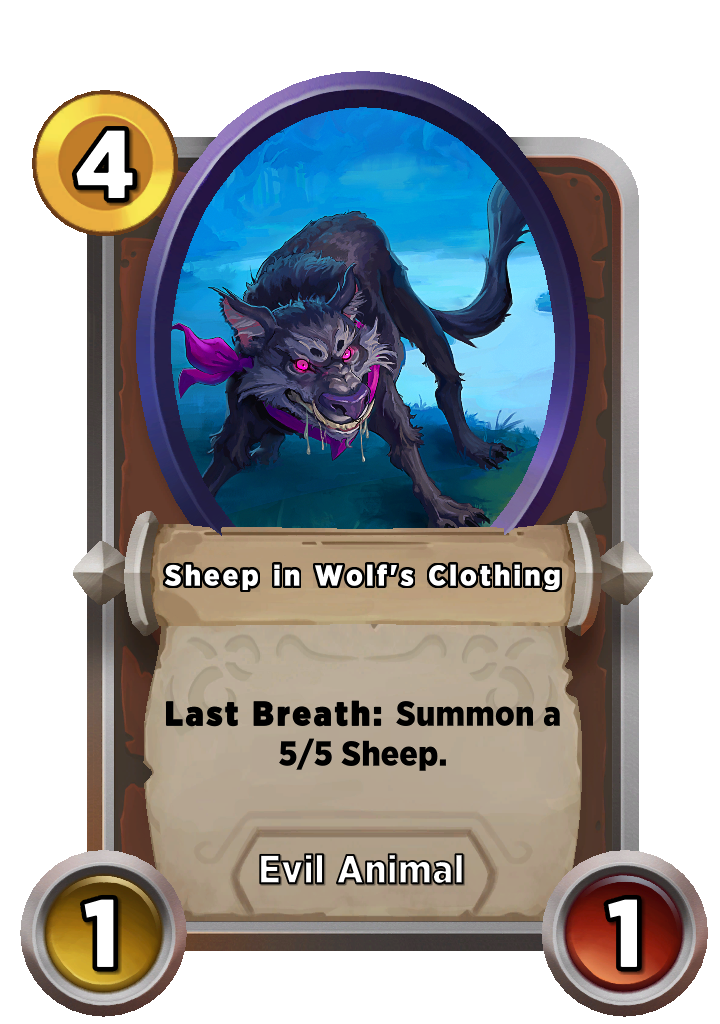 4
Sheep in Wolf's Clothing
Last Breath: Summon a
5/5 Sheep.
Evil Animal
1
1